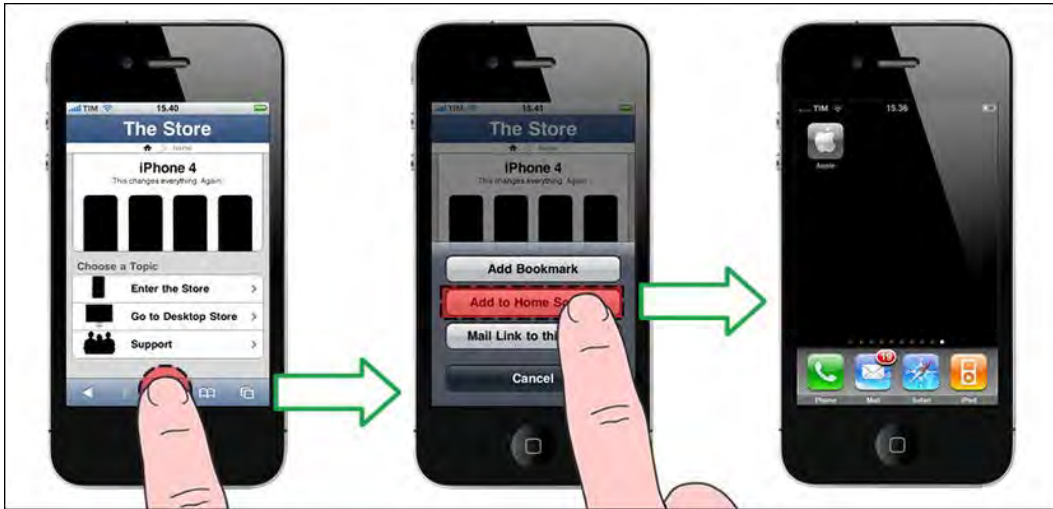 TIM 15.40
The Store
home
iPhone 4
This changes everything. Again.
Choose a Topic
Enter the Store
Go to Desktop Store
Support
TIM 15.41
The Store
home
iPhone 4
This changes everything. Again.
Add Bookmark
Add to Home
Mail Link to thi
Cancel
TIM 15.36
Apple
19
Phone Mail Safari iPod